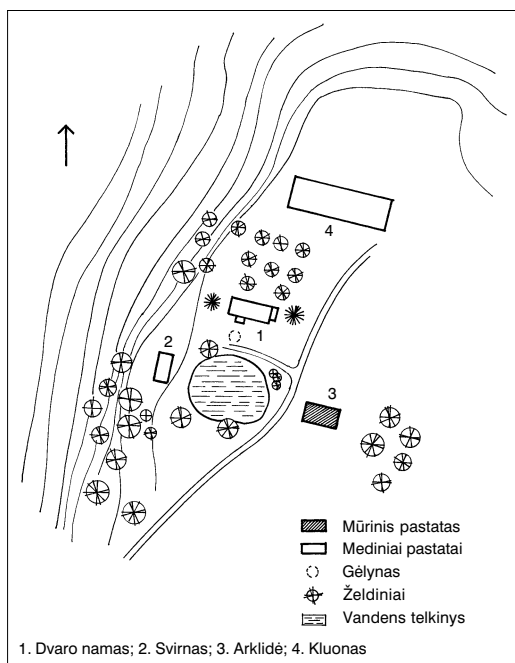 4
1
2
3
Mūrinis pastatas
Mediniai pastatai
Gėlynas
Želdiniai
Vandens telkinys
1. Dvaro namas; 2. Svirnas; 3. Arklidė; 4. Kluonas